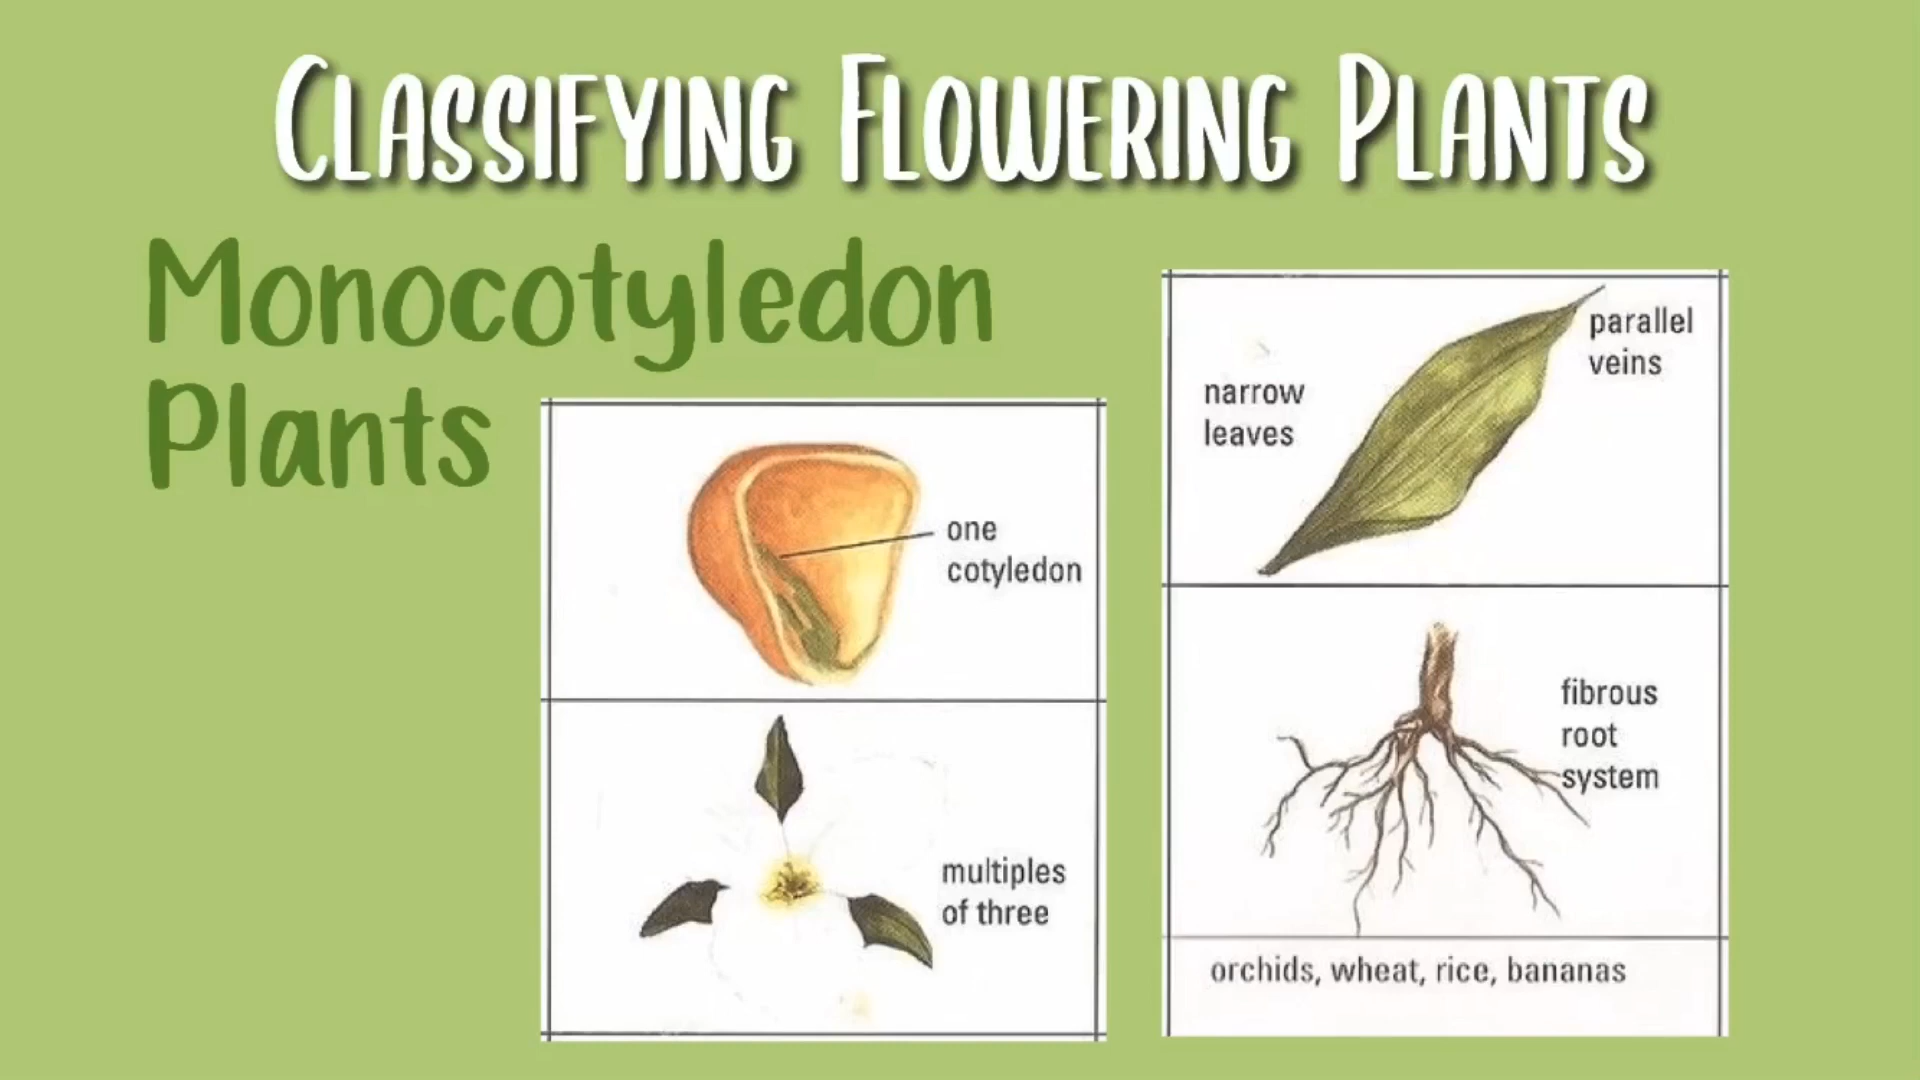 CLASSIFYING FLOWERING PLANTS
Monocotyledon
Plants
one
cotyledon
multiples
of three
narrow
leaves
parallel
veins
fibrous
root
system
orchids, wheat, rice, bananas